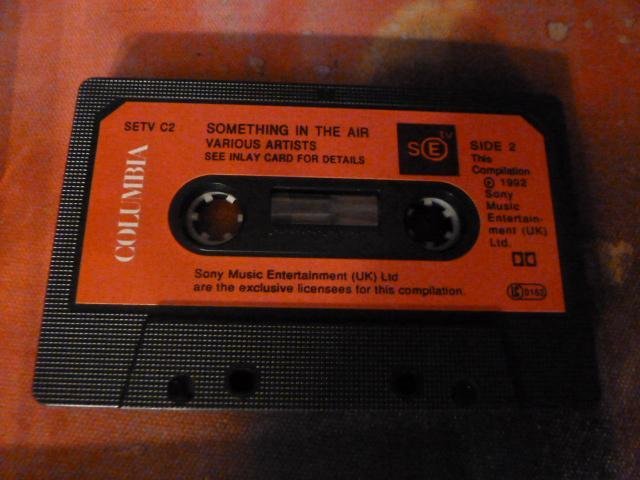 SETV C2
SOMETHING IN THE AIR
VARIOUS ARTISTS
SEE INLAY CARD FOR DETAILS
COLUMBIA
SE TV
SIDE 2
This
Compilation
℗ 1992
Sony
Music
Entertain-
ment (UK)
Ltd.
Sony Music Entertainment (UK) Ltd
are the exclusive licensees for this compilation.